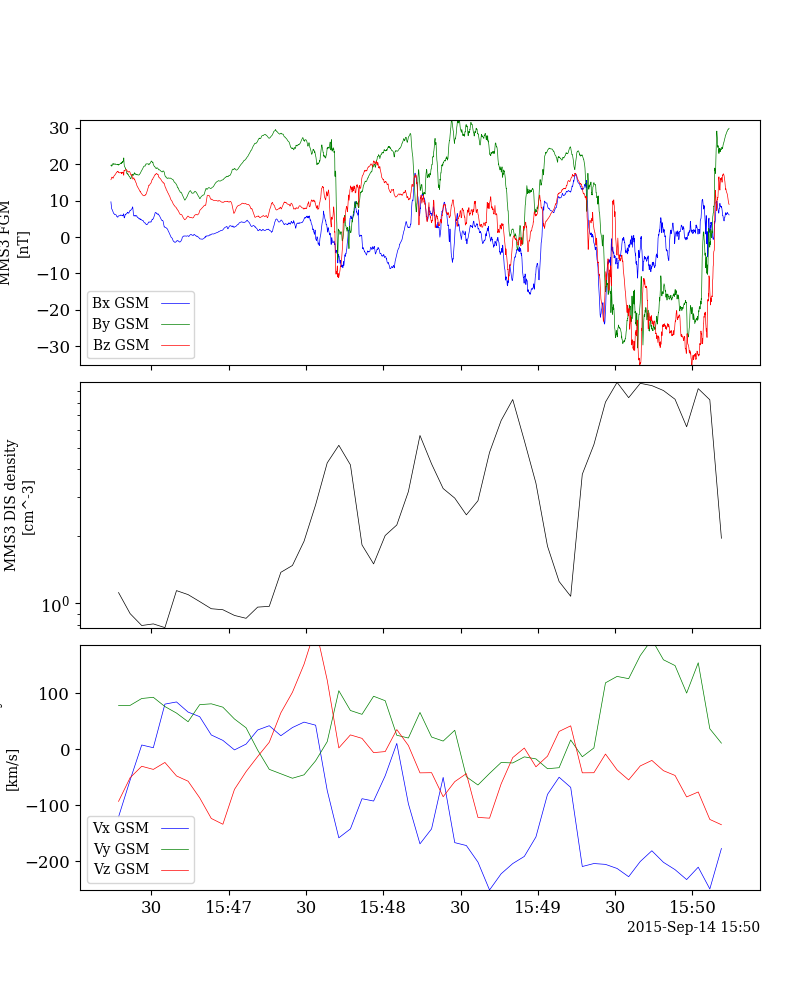 30
20
10
0
−10
−20
−30
MMS3 FGM
[nT]
Bx GSM
By GSM
Bz GSM
10^0
MMS3 DIS density
[cm^-3]
100
0
−100
−200
[km/s]
Vx GSM
Vy GSM
Vz GSM
30
15:47
30
15:48
30
15:49
30
15:50
2015-Sep-14 15:50